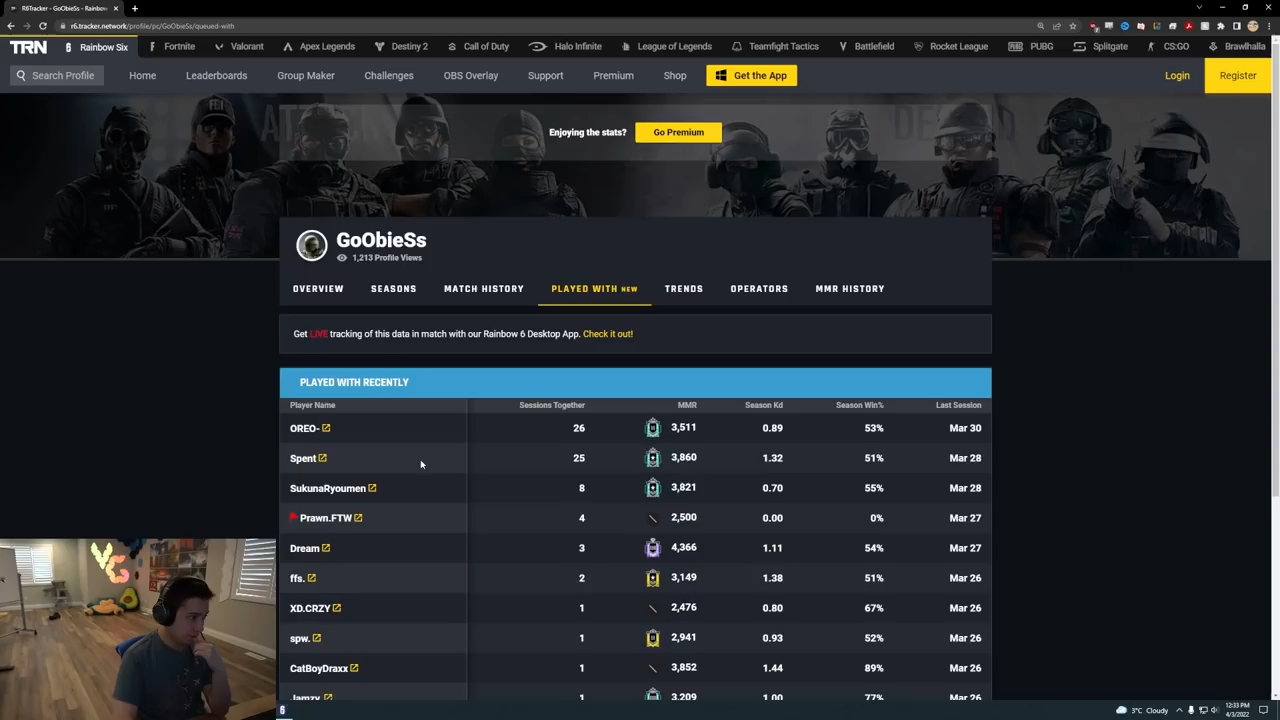 R6Tracker - GoObieSs - Rainbow
r6.tracker.network/profile/pc/GoObieSs/queued-with
TRN Rainbow Six Fortnite Valorant Apex Legends Destiny 2 Call of Duty Halo Infinite League of Legends Teamfight Tactics Battlefield Rocket League PUBG Splitgate CS:GO Brawlhalla
Search Profile Home Leaderboards Group Maker Challenges OBS Overlay Support Premium Shop Get the App Login Register
Enjoying the stats? Go Premium
GoObieSs
1,213 Profile Views
OVERVIEW SEASONS MATCH HISTORY PLAYED WITH NEW TRENDS OPERATORS MMR HISTORY
Get LIVE tracking of this data in match with our Rainbow 6 Desktop App. Check it out!
PLAYED WITH RECENTLY
Player Name Sessions Together MMR Season Kd Season Win% Last Session
OREO- 26 3,511 0.89 53% Mar 30
Spent 25 3,860 1.32 51% Mar 28
SukunaRyoumen 8 3,821 0.70 55% Mar 28
Prawn.FTW 4 2,500 0.00 0% Mar 27
Dream 3 4,366 1.11 54% Mar 27
ffs. 2 3,149 1.38 51% Mar 26
XD.CRZY 1 2,476 0.80 67% Mar 26
spw. 1 2,941 0.93 52% Mar 26
CatBoyDraxx 1 3,852 1.44 89% Mar 26
Jamzy 1 3,209 1.00 77% Mar 26
VG
3°C Cloudy 12:33 PM
4/3/2022